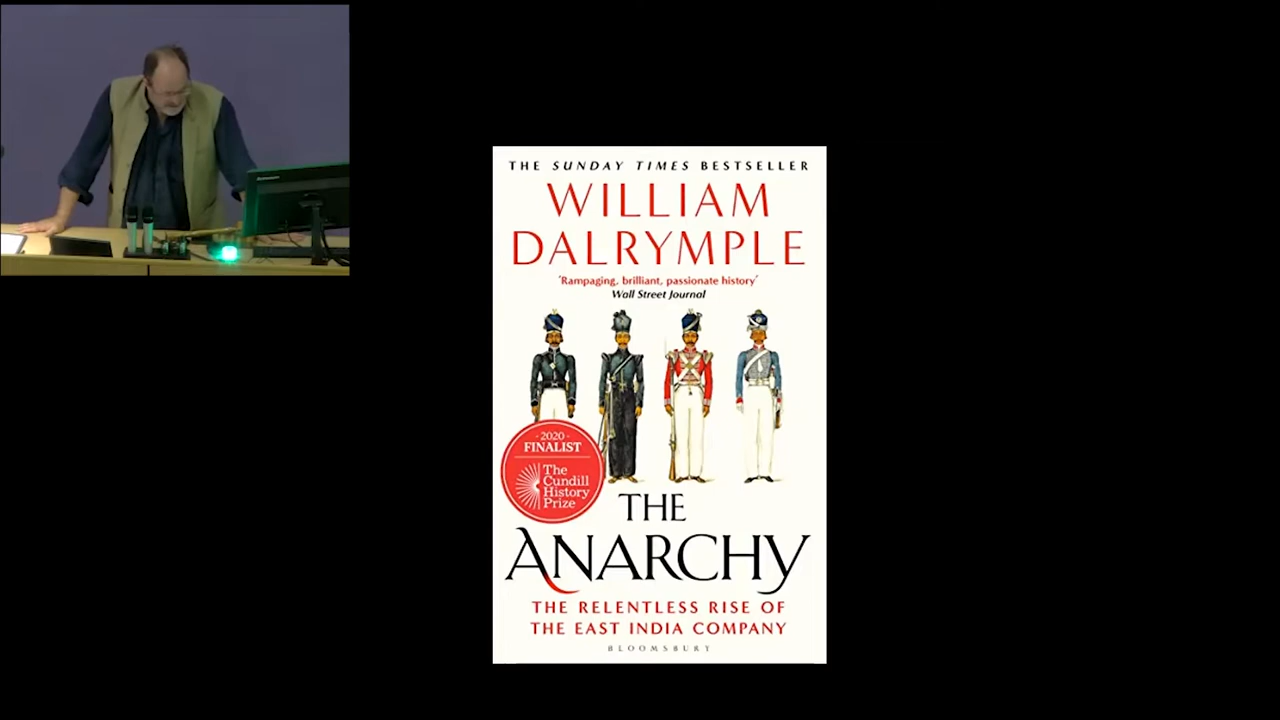 THE SUNDAY TIMES BESTSELLER
WILLIAM
DALRYMPLE
'Rampaging, brilliant, passionate history'
Wall Street Journal
·2020·
FINALIST
The
Cundill
History
Prize
THE
ANARCHY
THE RELENTLESS RISE OF
THE EAST INDIA COMPANY
BLOOMSBURY